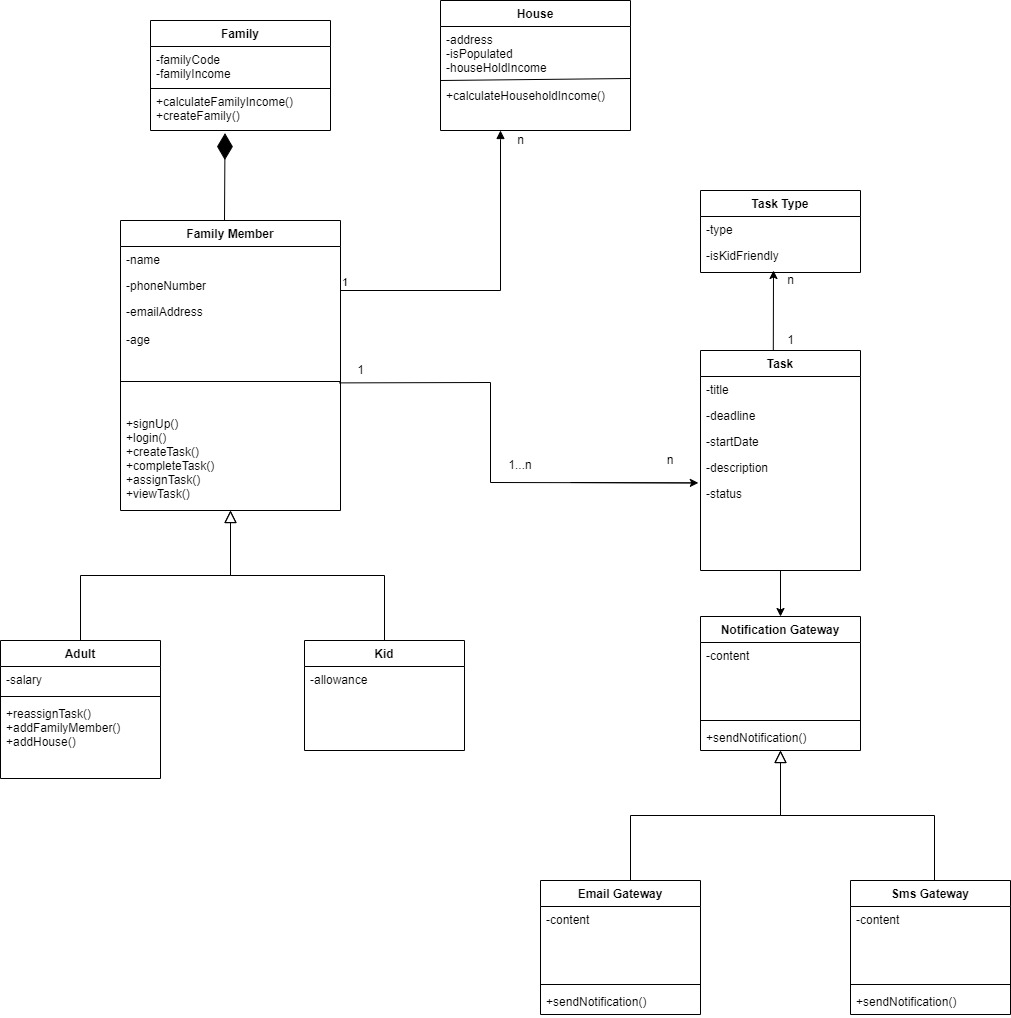 Family
-familyCode
-familyIncome
+calculateFamilyIncome()
+createFamily()
House
-address
-isPopulated
-houseHoldIncome
+calculateHouseholdIncome()
n
Family Member
-name
-phoneNumber
-emailAddress
-age
+signUp()
+login()
+createTask()
+completeTask()
+assignTask()
+viewTask()
1
1
1...n
n
Task Type
-type
-isKidFriendly
n
1
Task
-title
-deadline
-startDate
-description
-status
Adult
-salary
+reassignTask()
+addFamilyMember()
+addHouse()
Kid
-allowance
Notification Gateway
-content
+sendNotification()
Email Gateway
-content
+sendNotification()
Sms Gateway
-content
+sendNotification()